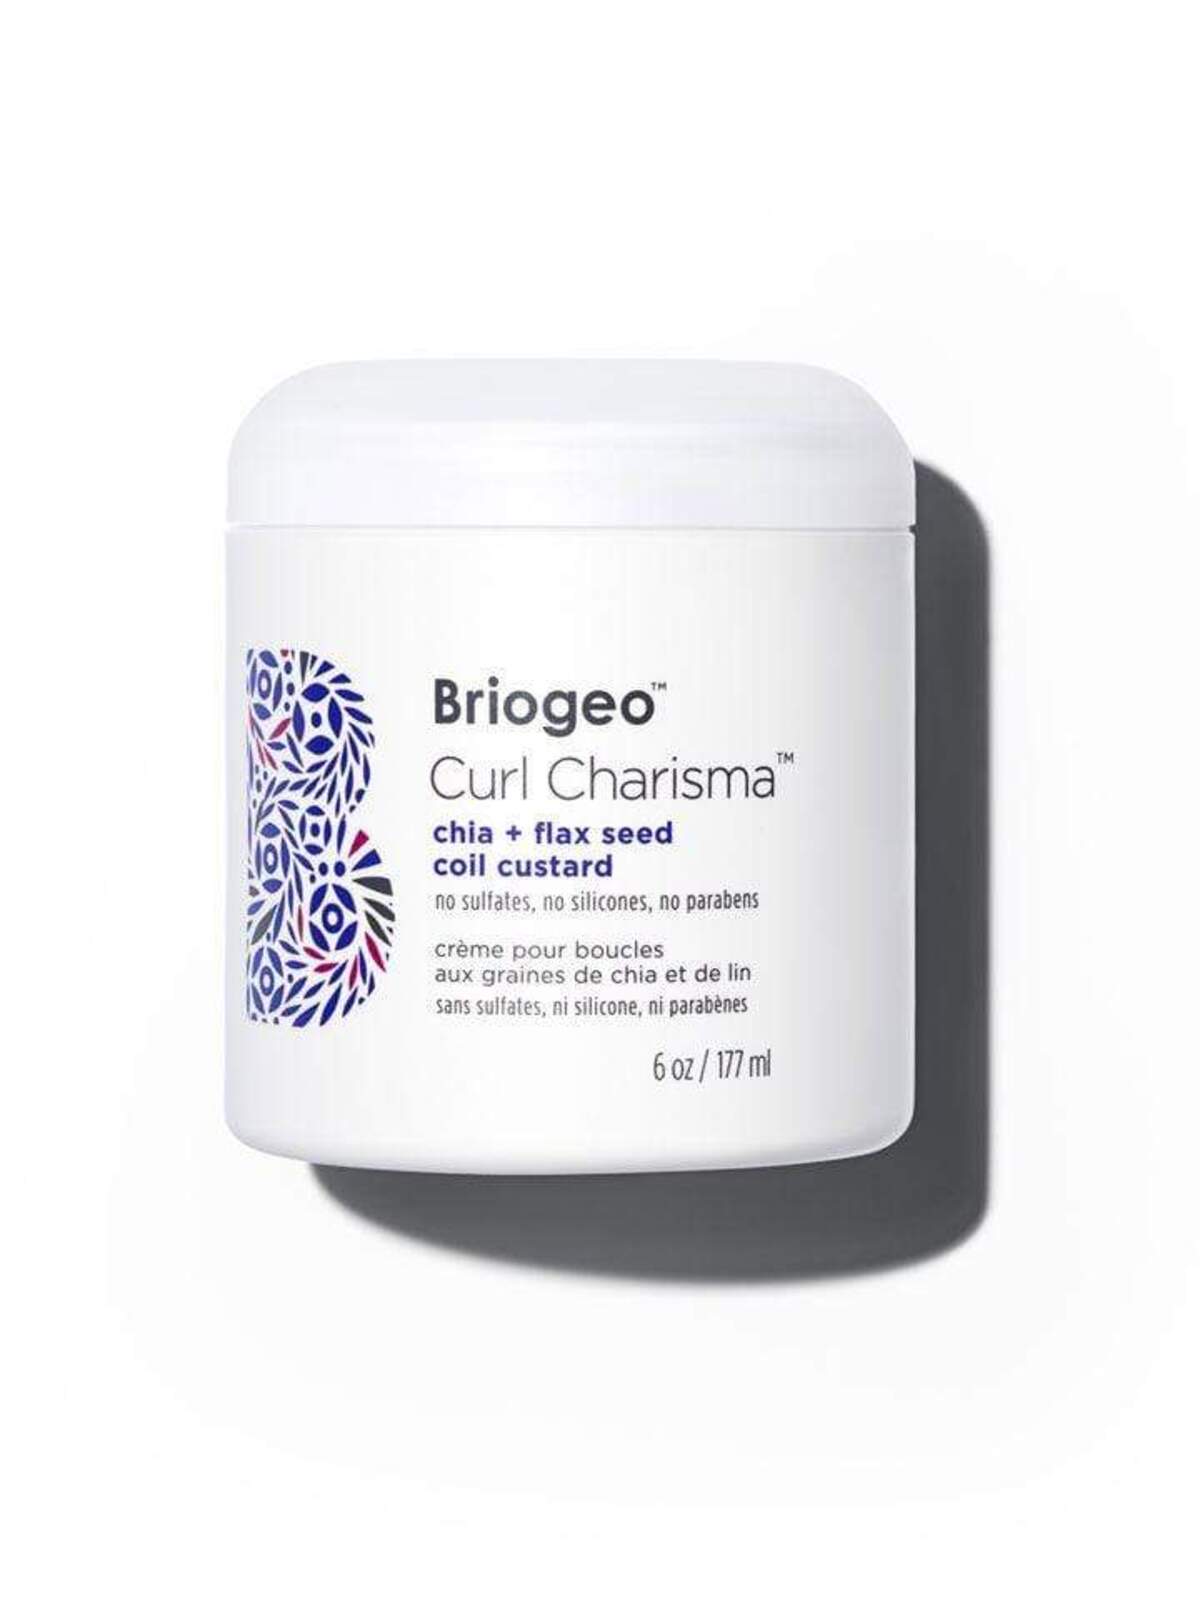 Briogeo™
Curl Charisma™
chia + flax seed
coil custard
no sulfates, no silicones, no parabens
crème pour boucles
aux graines de chia et de lin
sans sulfates, ni silicone, ni parabènes
6 oz / 177 ml